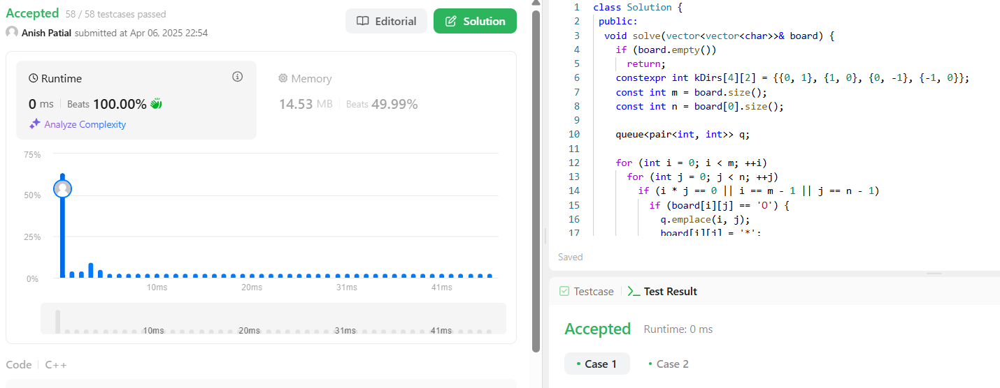 Accepted 58 / 58 testcases passed
Anish Patial submitted at Apr 06, 2025 22:54
Editorial
Solution
Runtime
0 ms | Beats 100.00%
Analyze Complexity
Memory
14.53 MB | Beats 49.99%
75%
50%
25%
0%
10ms 20ms 31ms 41ms
10ms 20ms 31ms 41ms
Code | C++
1 class Solution {
2 public:
3 void solve(vector<vector<char>>& board) {
4 if (board.empty())
5 return;
6 constexpr int kDirs[4][2] = {{0, 1}, {1, 0}, {0, -1}, {-1, 0}};
7 const int m = board.size();
8 const int n = board[0].size();
9
10 queue<pair<int, int>> q;
11
12 for (int i = 0; i < m; ++i)
13 for (int j = 0; j < n; ++j)
14 if (i * j == 0 || i == m - 1 || j == n - 1)
15 if (board[i][j] == 'O') {
16 q.emplace(i, j);
17 board[i][j] = '*';
Saved
Testcase | Test Result
Accepted Runtime: 0 ms
Case 1 Case 2